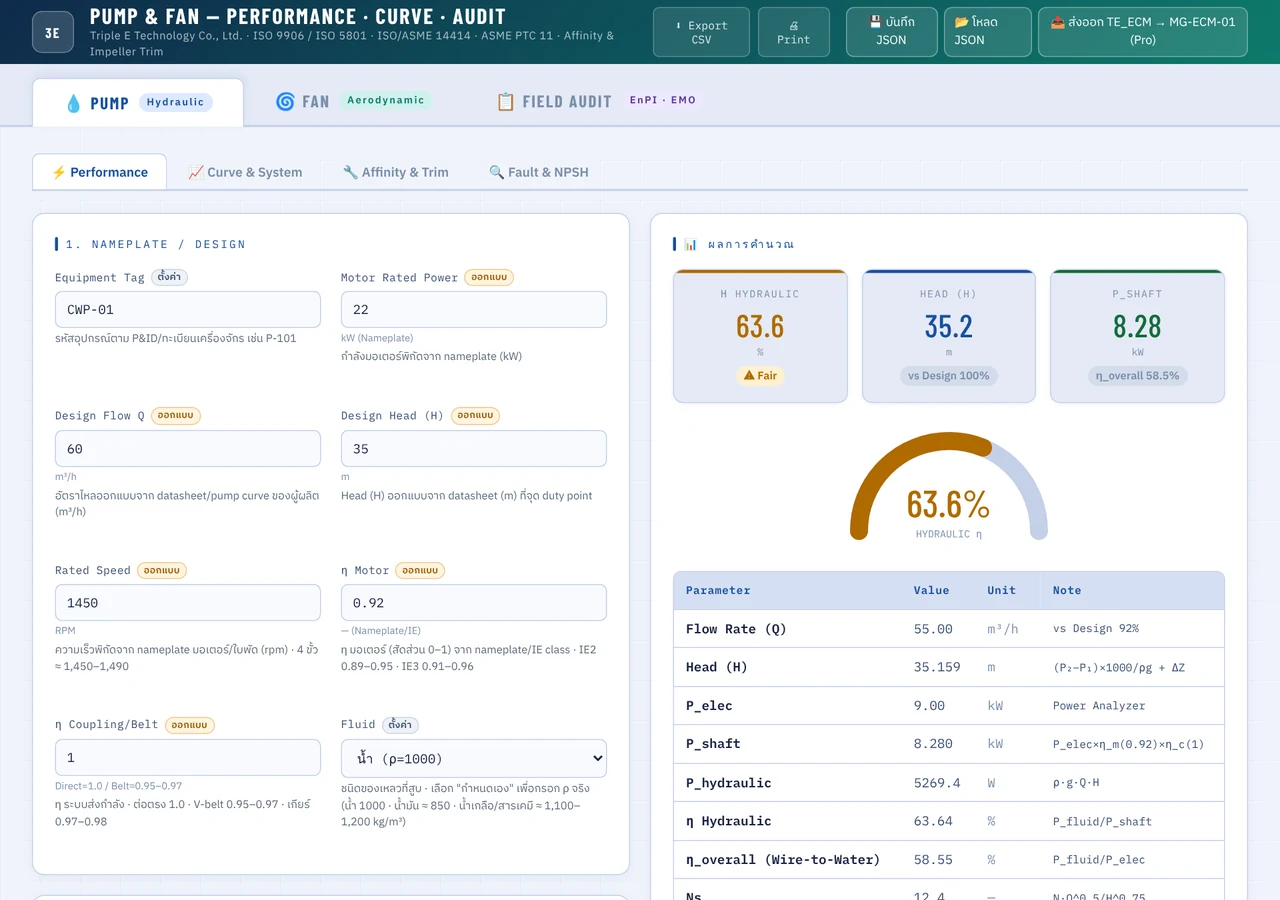 3E
PUMP & FAN — PERFORMANCE · CURVE · AUDIT
Triple E Technology Co., Ltd. · ISO 9906 / ISO 5801 · ISO/ASME 14414 · ASME PTC 11 · Affinity &
Impeller Trim
⬇ Export
CSV
🖨
Print
💾 บันทึก
JSON
📂 โหลด
JSON
📤 ส่งออก TE_ECM → MG-ECM-01
(Pro)
💧 PUMP Hydraulic
🌀 FAN Aerodynamic
📋 FIELD AUDIT EnPI · EMO
⚡ Performance
📈 Curve & System
🔧 Affinity & Trim
🔍 Fault & NPSH
1. NAMEPLATE / DESIGN
Equipment Tag ตั้งค่า
CWP-01
รหัสอุปกรณ์ตาม P&ID/ทะเบียนเครื่องจักร เช่น P-101
Motor Rated Power ออกแบบ
22
kW (Nameplate)
กำลังมอเตอร์พิกัดจาก nameplate (kW)
Design Flow Q ออกแบบ
60
m³/h
อัตราไหลออกแบบจาก datasheet/pump curve ของผู้ผลิต
(m³/h)
Design Head (H) ออกแบบ
35
m
Head (H) ออกแบบจาก datasheet (m) ที่จุด duty point
Rated Speed ออกแบบ
1450
RPM
ความเร็วพิกัดจาก nameplate มอเตอร์/ใบพัด (rpm) · 4 ขั้ว
≈ 1,450–1,490
η Motor ออกแบบ
0.92
— (Nameplate/IE)
η มอเตอร์ (สัดส่วน 0–1) จาก nameplate/IE class · IE2
0.89–0.95 · IE3 0.91–0.96
η Coupling/Belt ออกแบบ
1
Direct=1.0 / Belt=0.95–0.97
η ระบบส่งกำลัง · ต่อตรง 1.0 · V-belt 0.95–0.97 · เกียร์
0.97–0.98
Fluid ตั้งค่า
น้ำ (ρ=1000)
ชนิดของเหลวที่สูบ · เลือก "กำหนดเอง" เพื่อกรอก ρ จริง
(น้ำ 1000 · น้ำมัน ≈ 850 · น้ำเกลือ/สารเคมี ≈ 1,100–
1,200 kg/m³)
📊 ผลการคำนวณ
Η HYDRAULIC
63.6
%
⚠ Fair
HEAD (H)
35.2
m
vs Design 100%
P_SHAFT
8.28
kW
η_overall 58.5%
63.6%
HYDRAULIC η
Parameter Value Unit Note
Flow Rate (Q) 55.00 m³/h vs Design 92%
Head (H) 35.159 m (P₂−P₁)×1000/ρg + ΔZ
P_elec 9.00 kW Power Analyzer
P_shaft 8.280 kW P_elec×η_m(0.92)×η_c(1)
P_hydraulic 5269.4 W ρ·g·Q·H
η Hydraulic 63.64 % P_fluid/P_shaft
η_overall (Wire-to-Water) 58.55 % P_fluid/P_elec
Ns 12.4 — N·Q^0.5/H^0.75